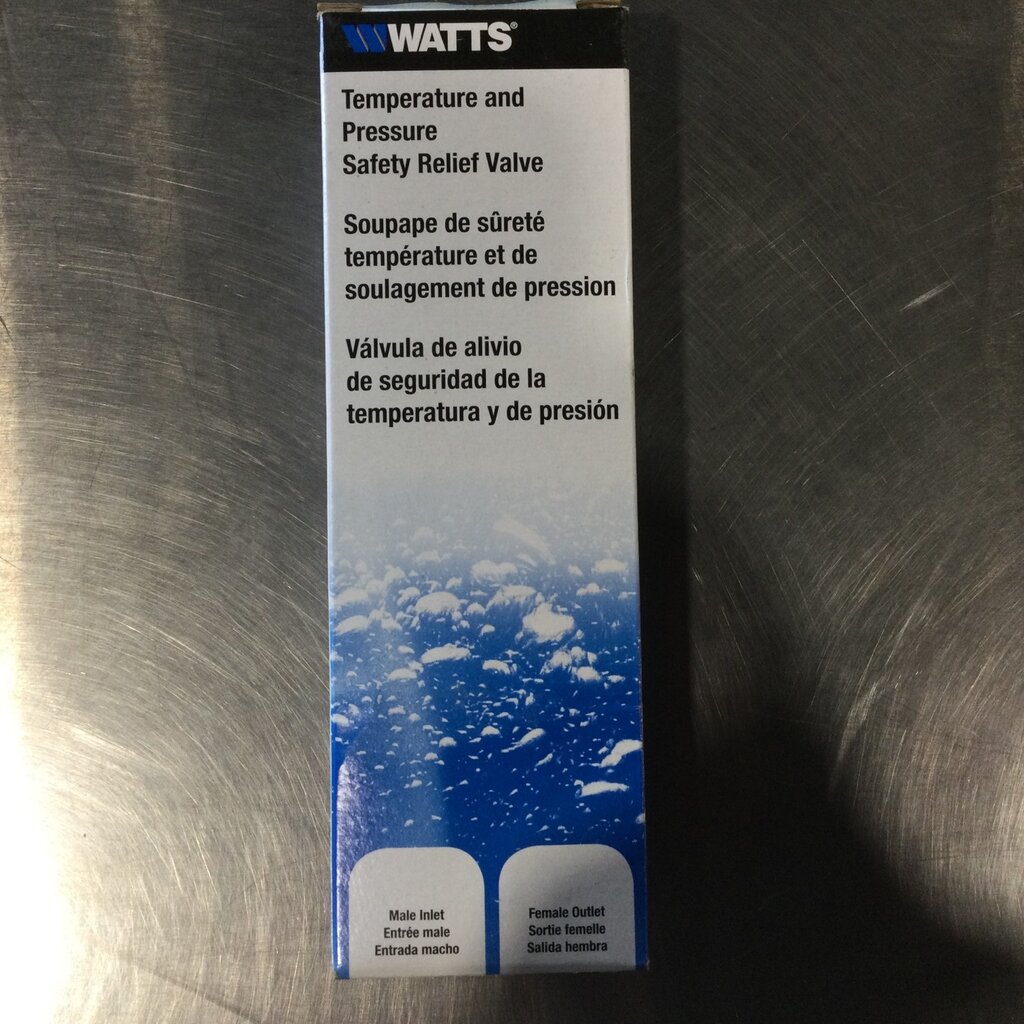 WATTS®
Temperature and
Pressure
Safety Relief Valve
Soupape de sûreté
température et de
soulagement de pression
Válvula de alivio
de seguridad de la
temperatura y de presión
Male Inlet
Entrée male
Entrada macho
Female Outlet
Sortie femelle
Salida hembra